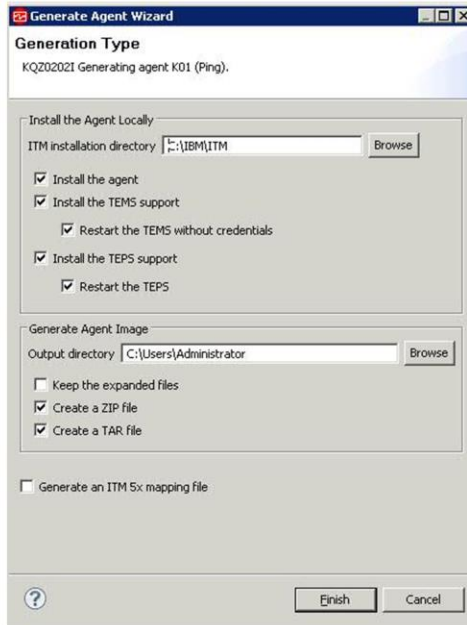 Generate Agent Wizard
Generation Type
KQZ0202I Generating agent K01 (Ping).
Install the Agent Locally
ITM installation directory :\IBM\ITM Browse
Install the agent
Install the TEMS support
Restart the TEMS without credentials
Install the TEPS support
Restart the TEPS
Generate Agent Image
Output directory C:\Users\Administrator Browse
Keep the expanded files
Create a ZIP file
Create a TAR file
Generate an ITM 5x mapping file
? Finish Cancel